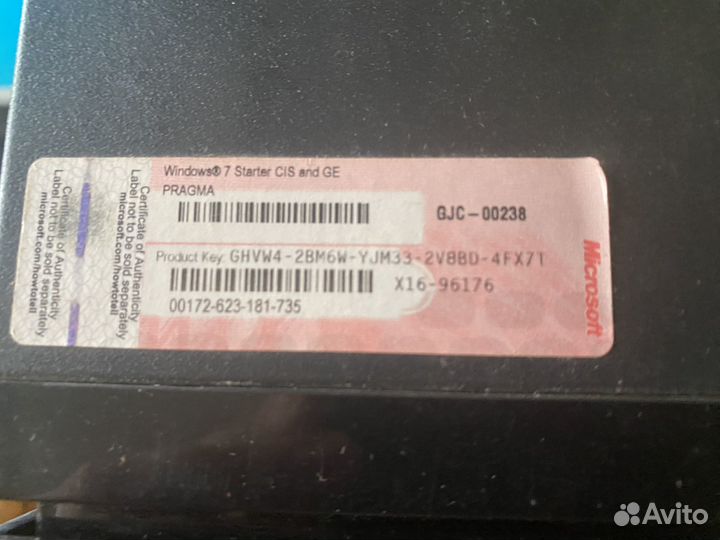 Windows® 7 Starter CIS and GE
PRAGMA
GJC-00238
Product Key: GHVW4-2BM6W-YJM33-2V8BD-4FX7T
X16-96176
00172-623-181-735
Certificate of Authenticity
Label not to be sold separately
microsoft.com/howtotell
Certificate of Authenticity
Label not to be sold separately
microsoft.com/howtotell
Microsoft
Avito